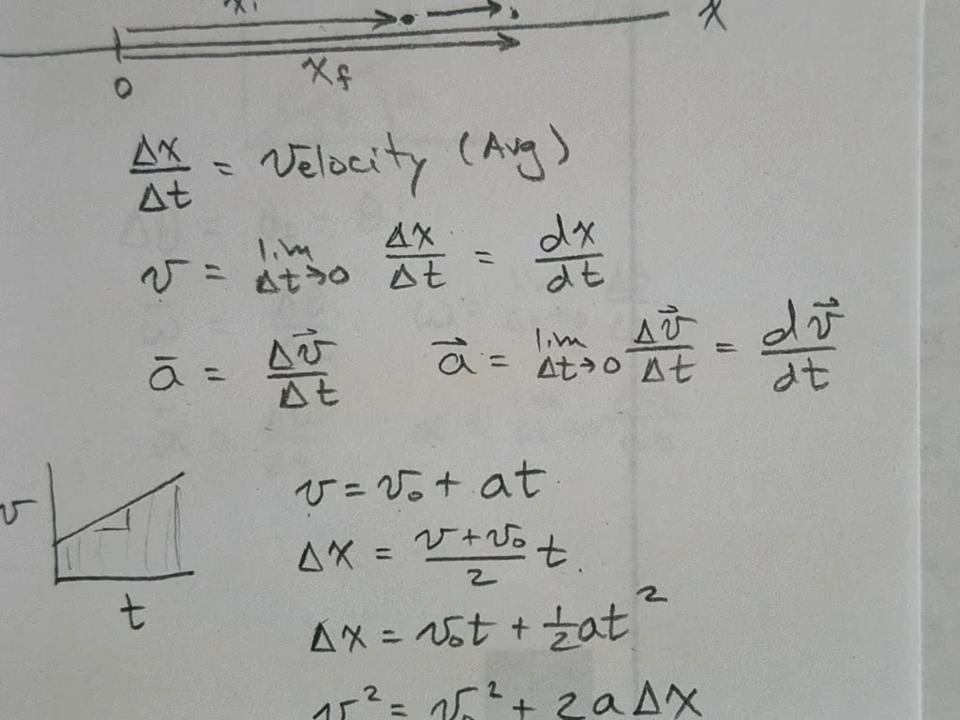 x
0
x_f
Δx/Δt = Velocity (Avg)
v = lim Δt→0 Δx/Δt = dx/dt
ā = Δv⃗/Δt    a⃗ = lim Δt→0 Δv⃗/Δt = dv⃗/dt
v
t
v = v₀ + at
Δx = (v + v₀)/2 t.
Δx = v₀t + ½at²
v² = v₀² + 2aΔx